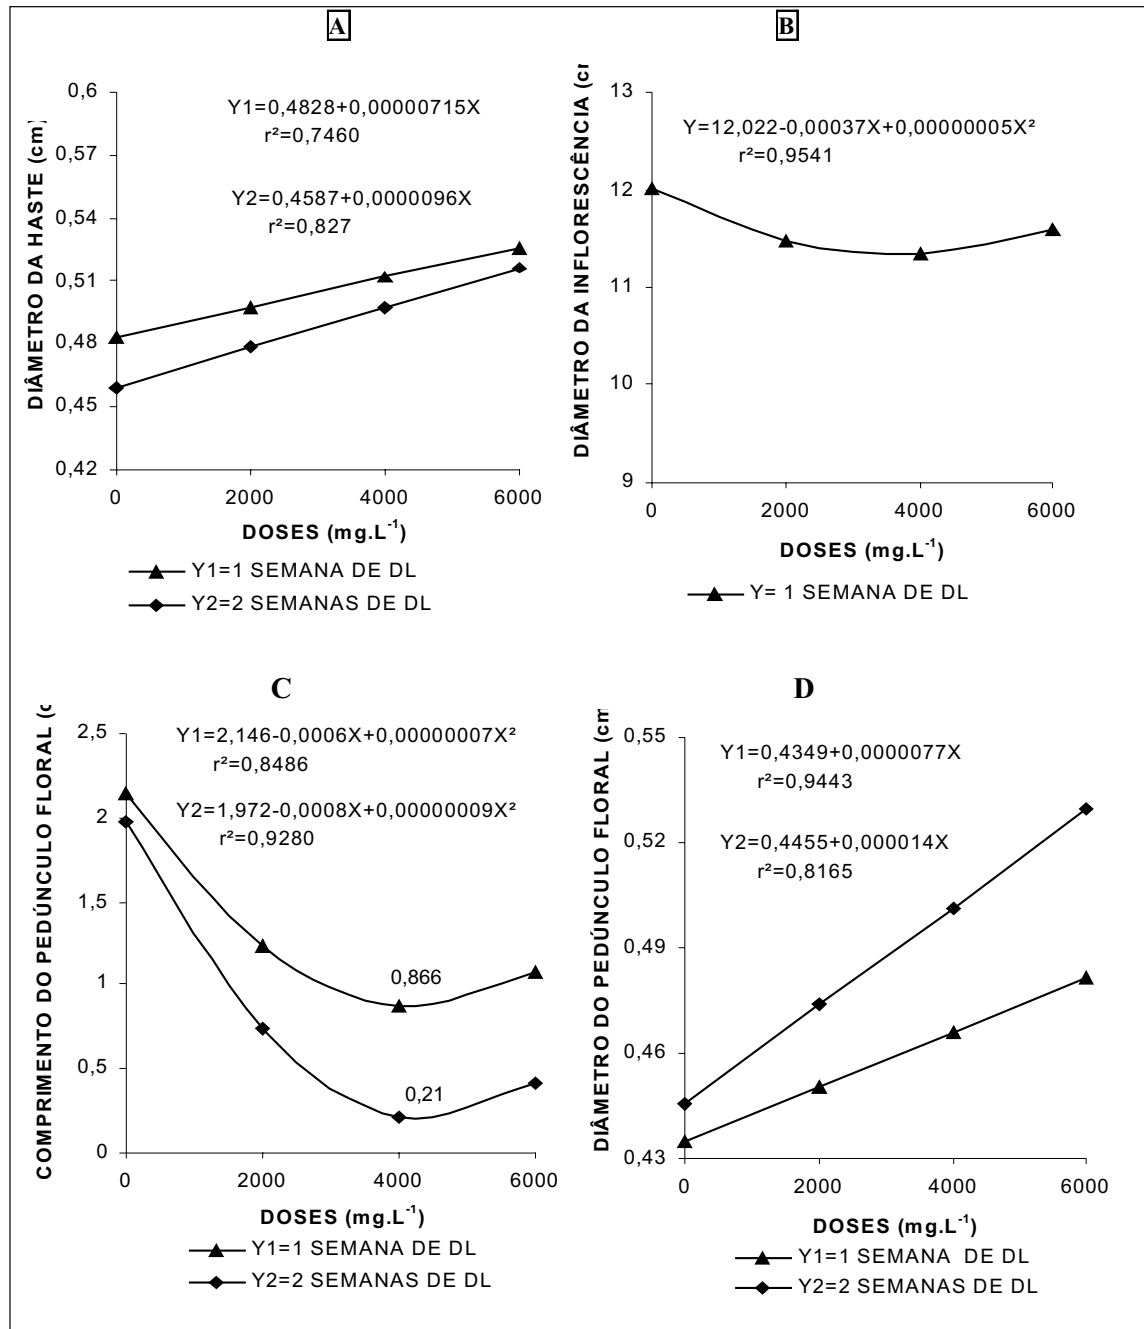 A
DIÂMETRO DA HASTE (cm)
0,6
0,57
0,54
0,51
0,48
0,45
0,42
Y1=0,4828+0,00000715X
r²=0,7460
Y2=0,4587+0,0000096X
r²=0,827
0 2000 4000 6000
DOSES (mg.L⁻¹)
Y1=1 SEMANA DE DL
Y2=2 SEMANAS DE DL
B
DIÂMETRO DA INFLORESCÊNCIA
13
12
11
10
9
Y=12,022-0,00037X+0,00000005X²
r²=0,9541
0 2000 4000 6000
DOSES (mg.L⁻¹)
Y= 1 SEMANA DE DL
C
COMPRIMENTO DO PEDÚNCULO FLORAL
2,5
2
1,5
1
0,5
0
Y1=2,146-0,0006X+0,00000007X²
r²=0,8486
Y2=1,972-0,0008X+0,00000009X²
r²=0,9280
0,866
0,21
0 2000 4000 6000
DOSES (mg.L⁻¹)
Y1=1 SEMANA DE DL
Y2=2 SEMANAS DE DL
D
DIÂMETRO DO PEDÚNCULO FLORAL (cm
0,55
0,52
0,49
0,46
0,43
Y1=0,4349+0,0000077X
r²=0,9443
Y2=0,4455+0,000014X
r²=0,8165
0 2000 4000 6000
DOSES (mg.L⁻¹)
Y1=1 SEMANA DE DL
Y2=2 SEMANAS DE DL